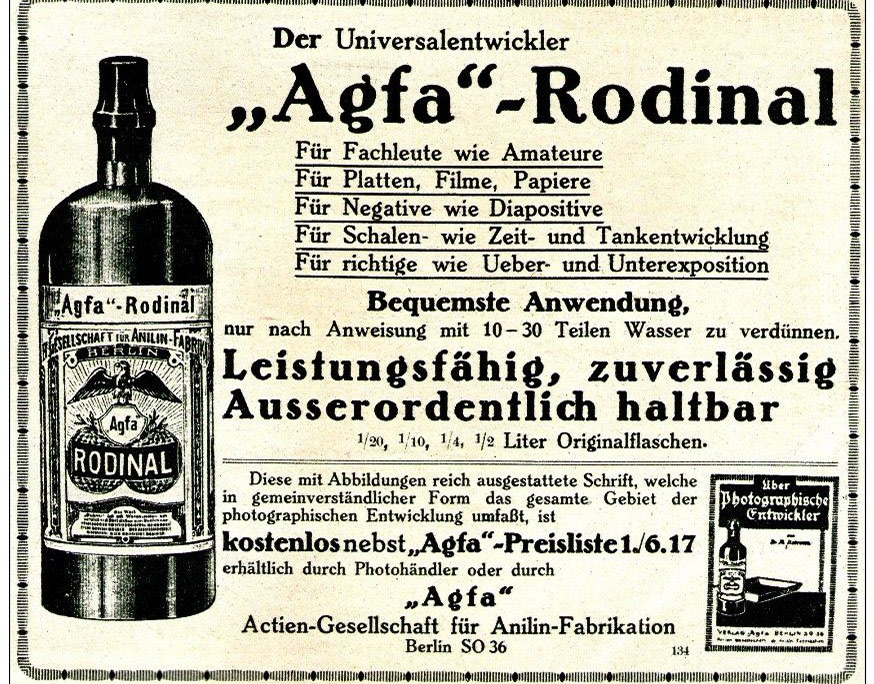 Der Universalentwickler
„Agfa“-Rodinal
Für Fachleute wie Amateure
Für Platten, Filme, Papiere
Für Negative wie Diapositive
Für Schalen- wie Zeit- und Tankentwicklung
Für richtige wie Ueber- und Unterexposition
Bequemste Anwendung,
nur nach Anweisung mit 10–30 Teilen Wasser zu verdünnen.
Leistungsfähig, zuverlässig
Ausserordentlich haltbar
1/20, 1/10, 1/4, 1/2 Liter Originalflaschen.
„Agfa“-Rodinal
GESELLSCHAFT FÜR ANILIN-FABRIK
BERLIN
Agfa
RODINAL
Diese mit Abbildungen reich ausgestattete Schrift, welche
in gemeinverständlicher Form das gesamte Gebiet der
photographischen Entwicklung umfaßt, ist
kostenlos nebst „Agfa“-Preisliste 1./6.17
erhältlich durch Photohändler oder durch
„Agfa“
Actien-Gesellschaft für Anilin-Fabrikation
Berlin SO 36
134
über
Photographische
Entwickler
VERLAG Agfa BERLIN SO 36